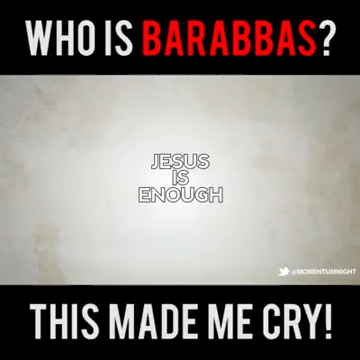 WHO IS BARABBAS?
JESUS
IS
ENOUGH
@MOMENTUMNIGHT
THIS MADE ME CRY!